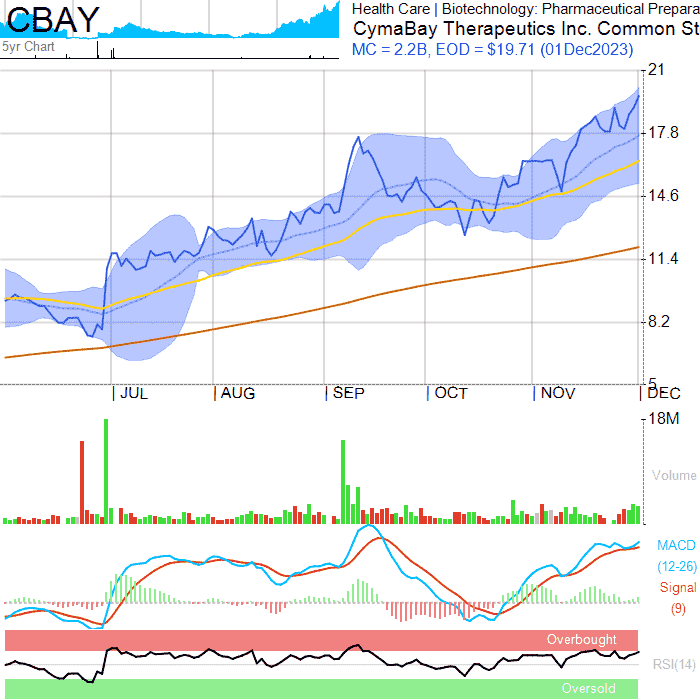 CBAY
5yr Chart
Health Care | Biotechnology: Pharmaceutical Prepara
CymaBay Therapeutics Inc. Common St
MC = 2.2B, EOD = $19.71 (01Dec2023)
21
17.8
14.6
11.4
8.2
5
JUL
AUG
SEP
OCT
NOV
DEC
18M
Volume
MACD
(12-26)
Signal
(9)
Overbought
RSI(14)
Oversold